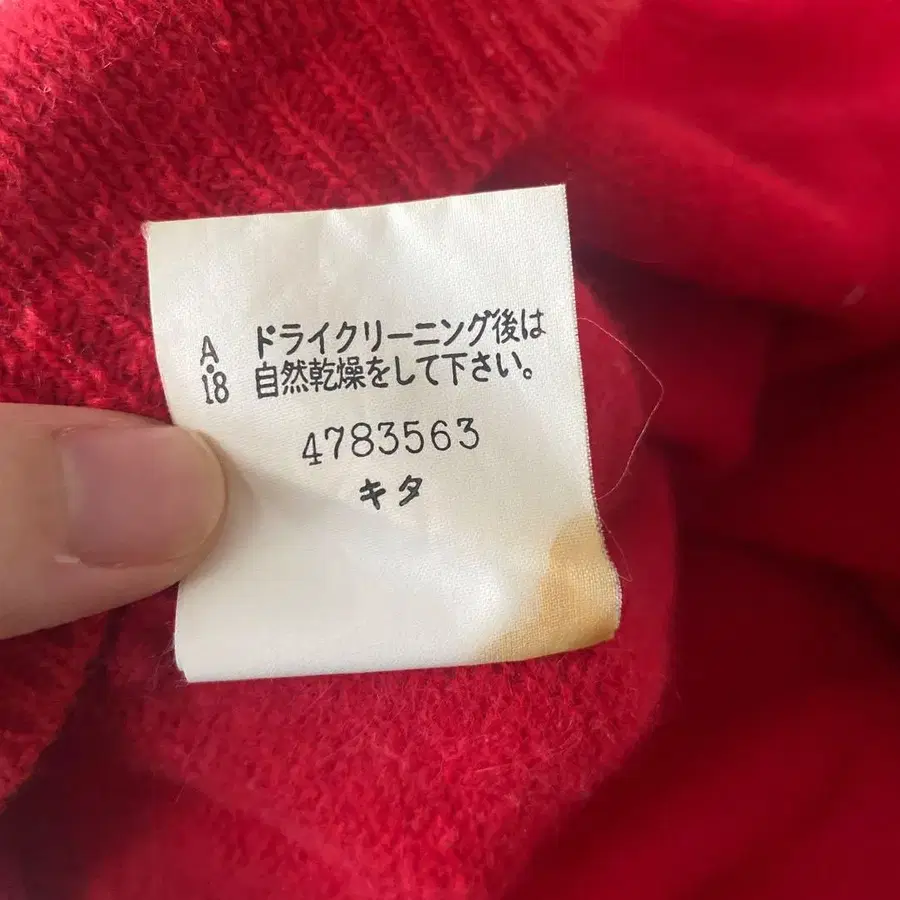 A·18
ドライクリーニング後は
自然乾燥をして下さい。
4783563
キタ